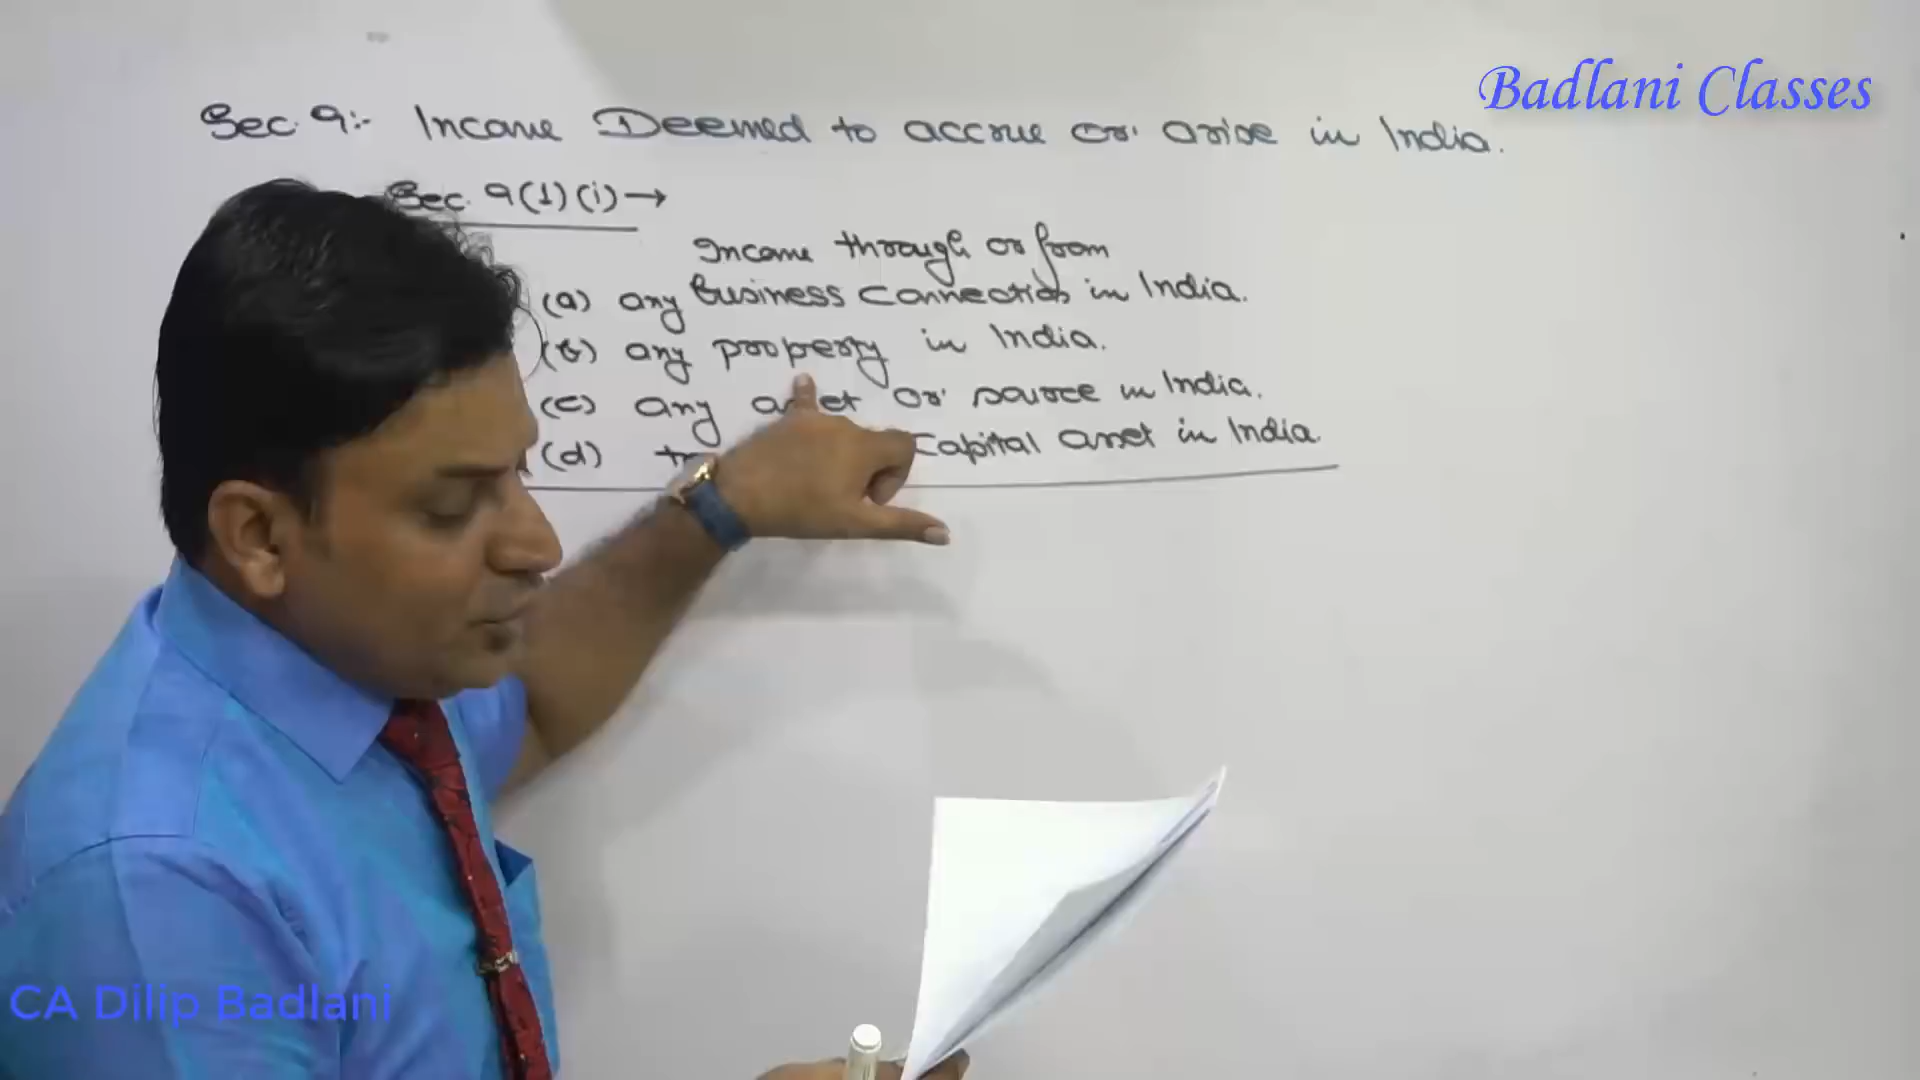 Badlani Classes
Sec. 9:- Income Deemed to accrue or arise in India.
Sec. 9(1)(i)→
Income through or from
(a) any business connection in India.
(b) any property in India.
(c) any asset or source in India.
(d) Capital asset in India.
CA Dilip Badlani